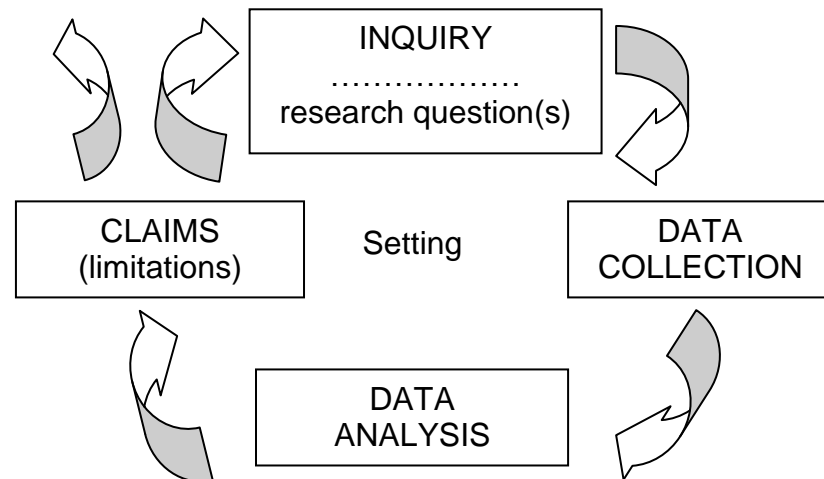 INQUIRY
………………
research question(s)
CLAIMS
(limitations)
Setting
DATA
COLLECTION
DATA
ANALYSIS